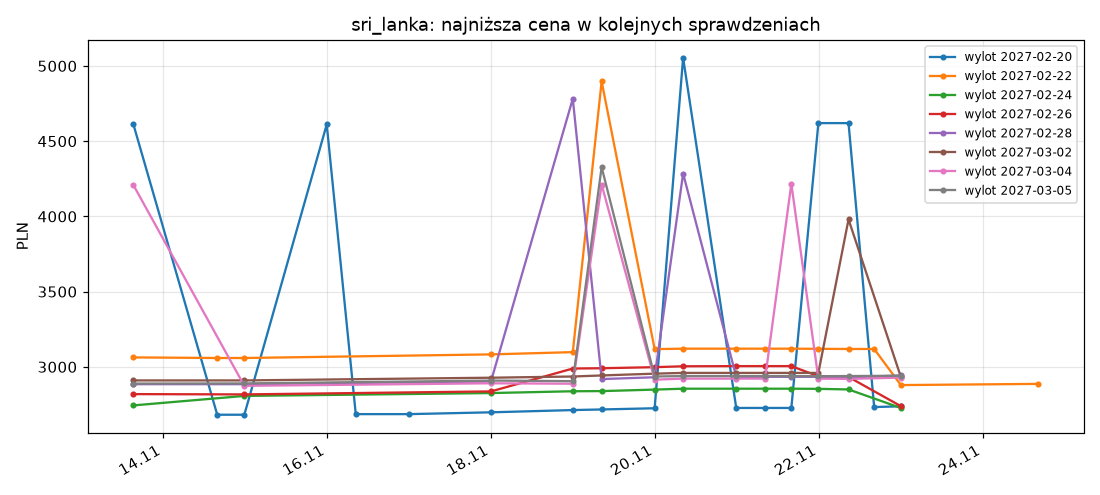 sri_lanka: najniższa cena w kolejnych sprawdzeniach
PLN
5000
4500
4000
3500
3000
14.11
16.11
18.11
20.11
22.11
24.11
wylot 2027-02-20
wylot 2027-02-22
wylot 2027-02-24
wylot 2027-02-26
wylot 2027-02-28
wylot 2027-03-02
wylot 2027-03-04
wylot 2027-03-05